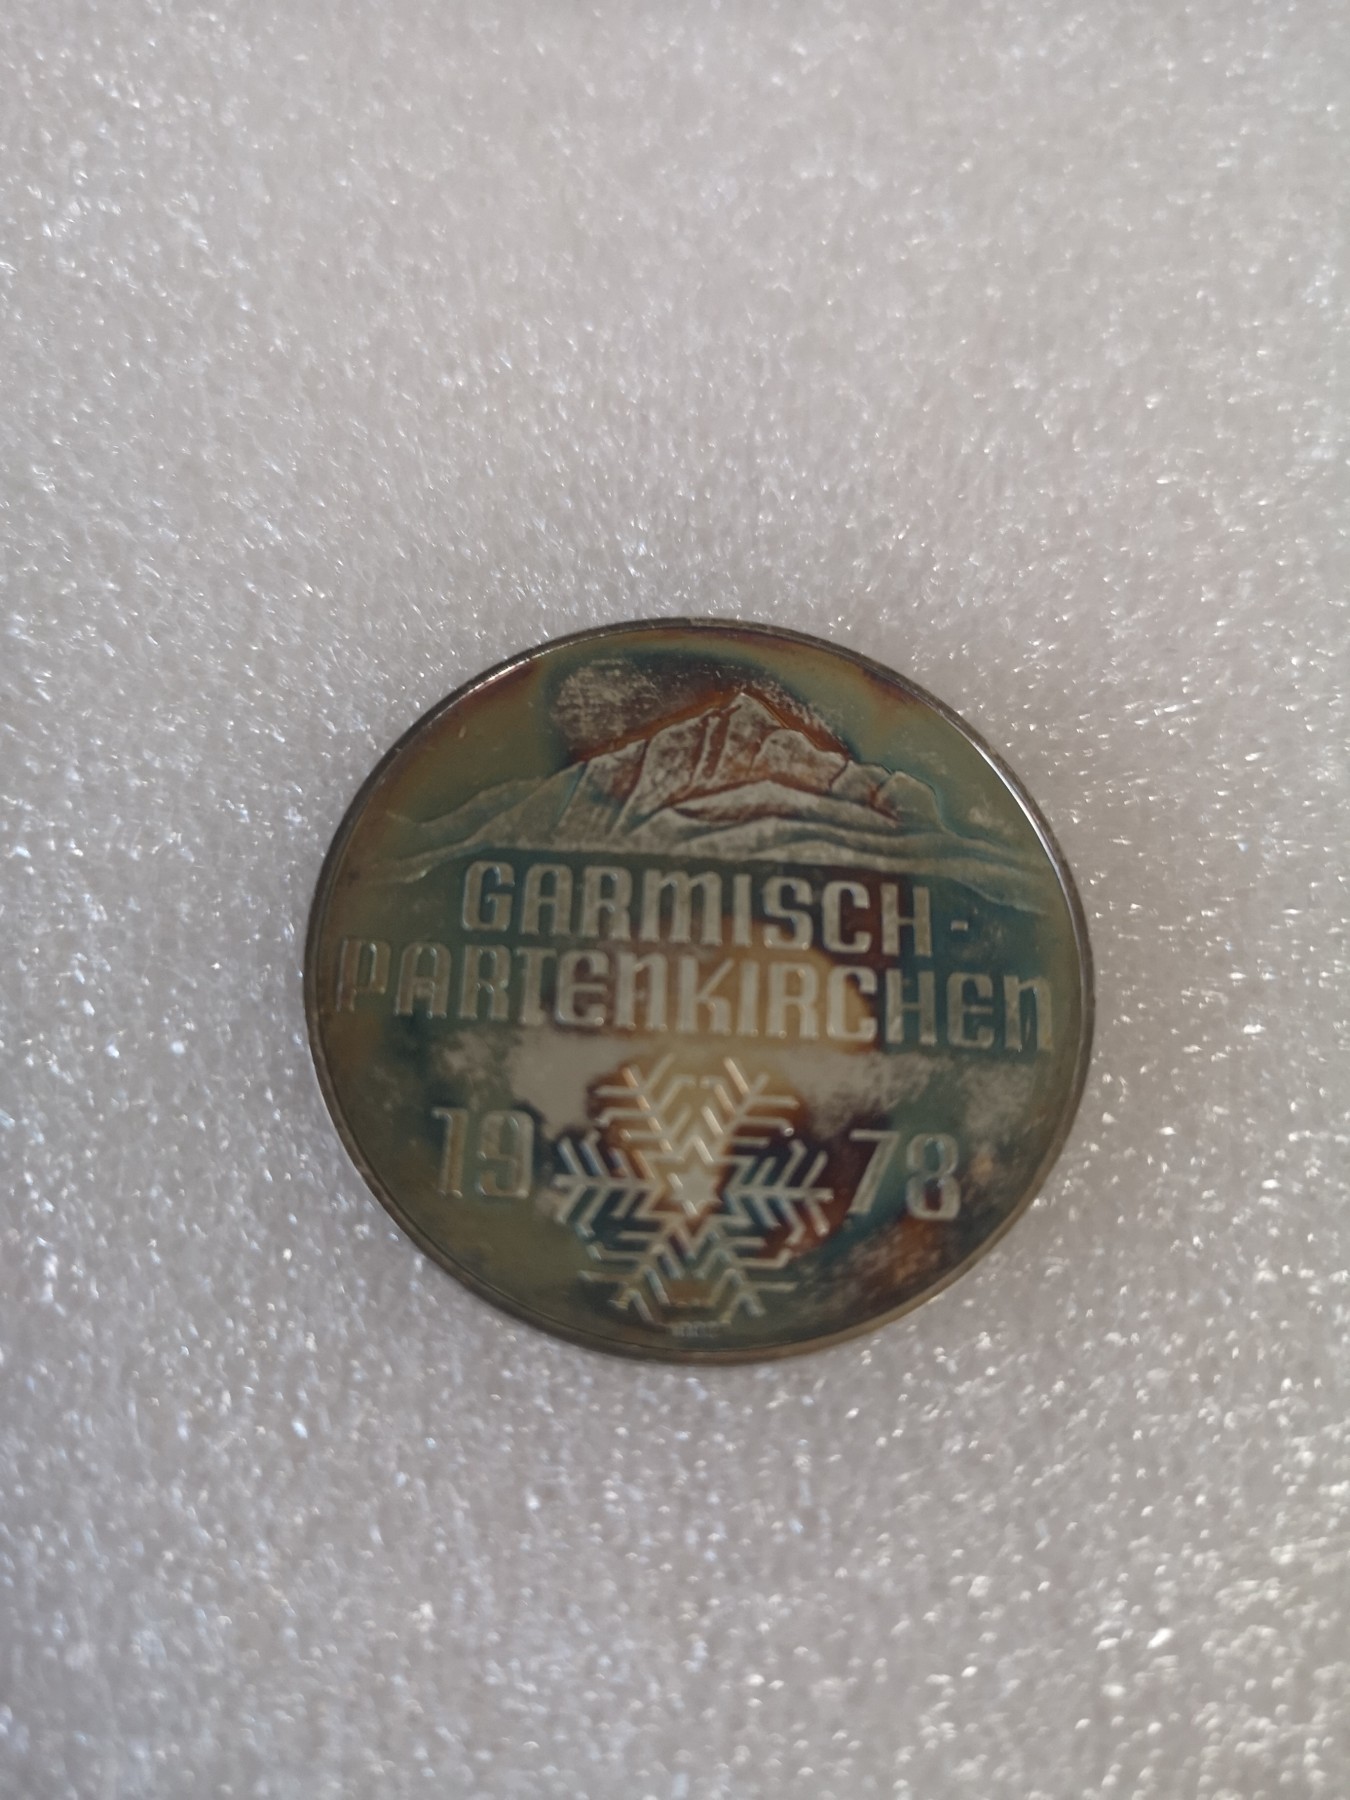 GARMISCH-
PARTENKIRCHEN
19 78